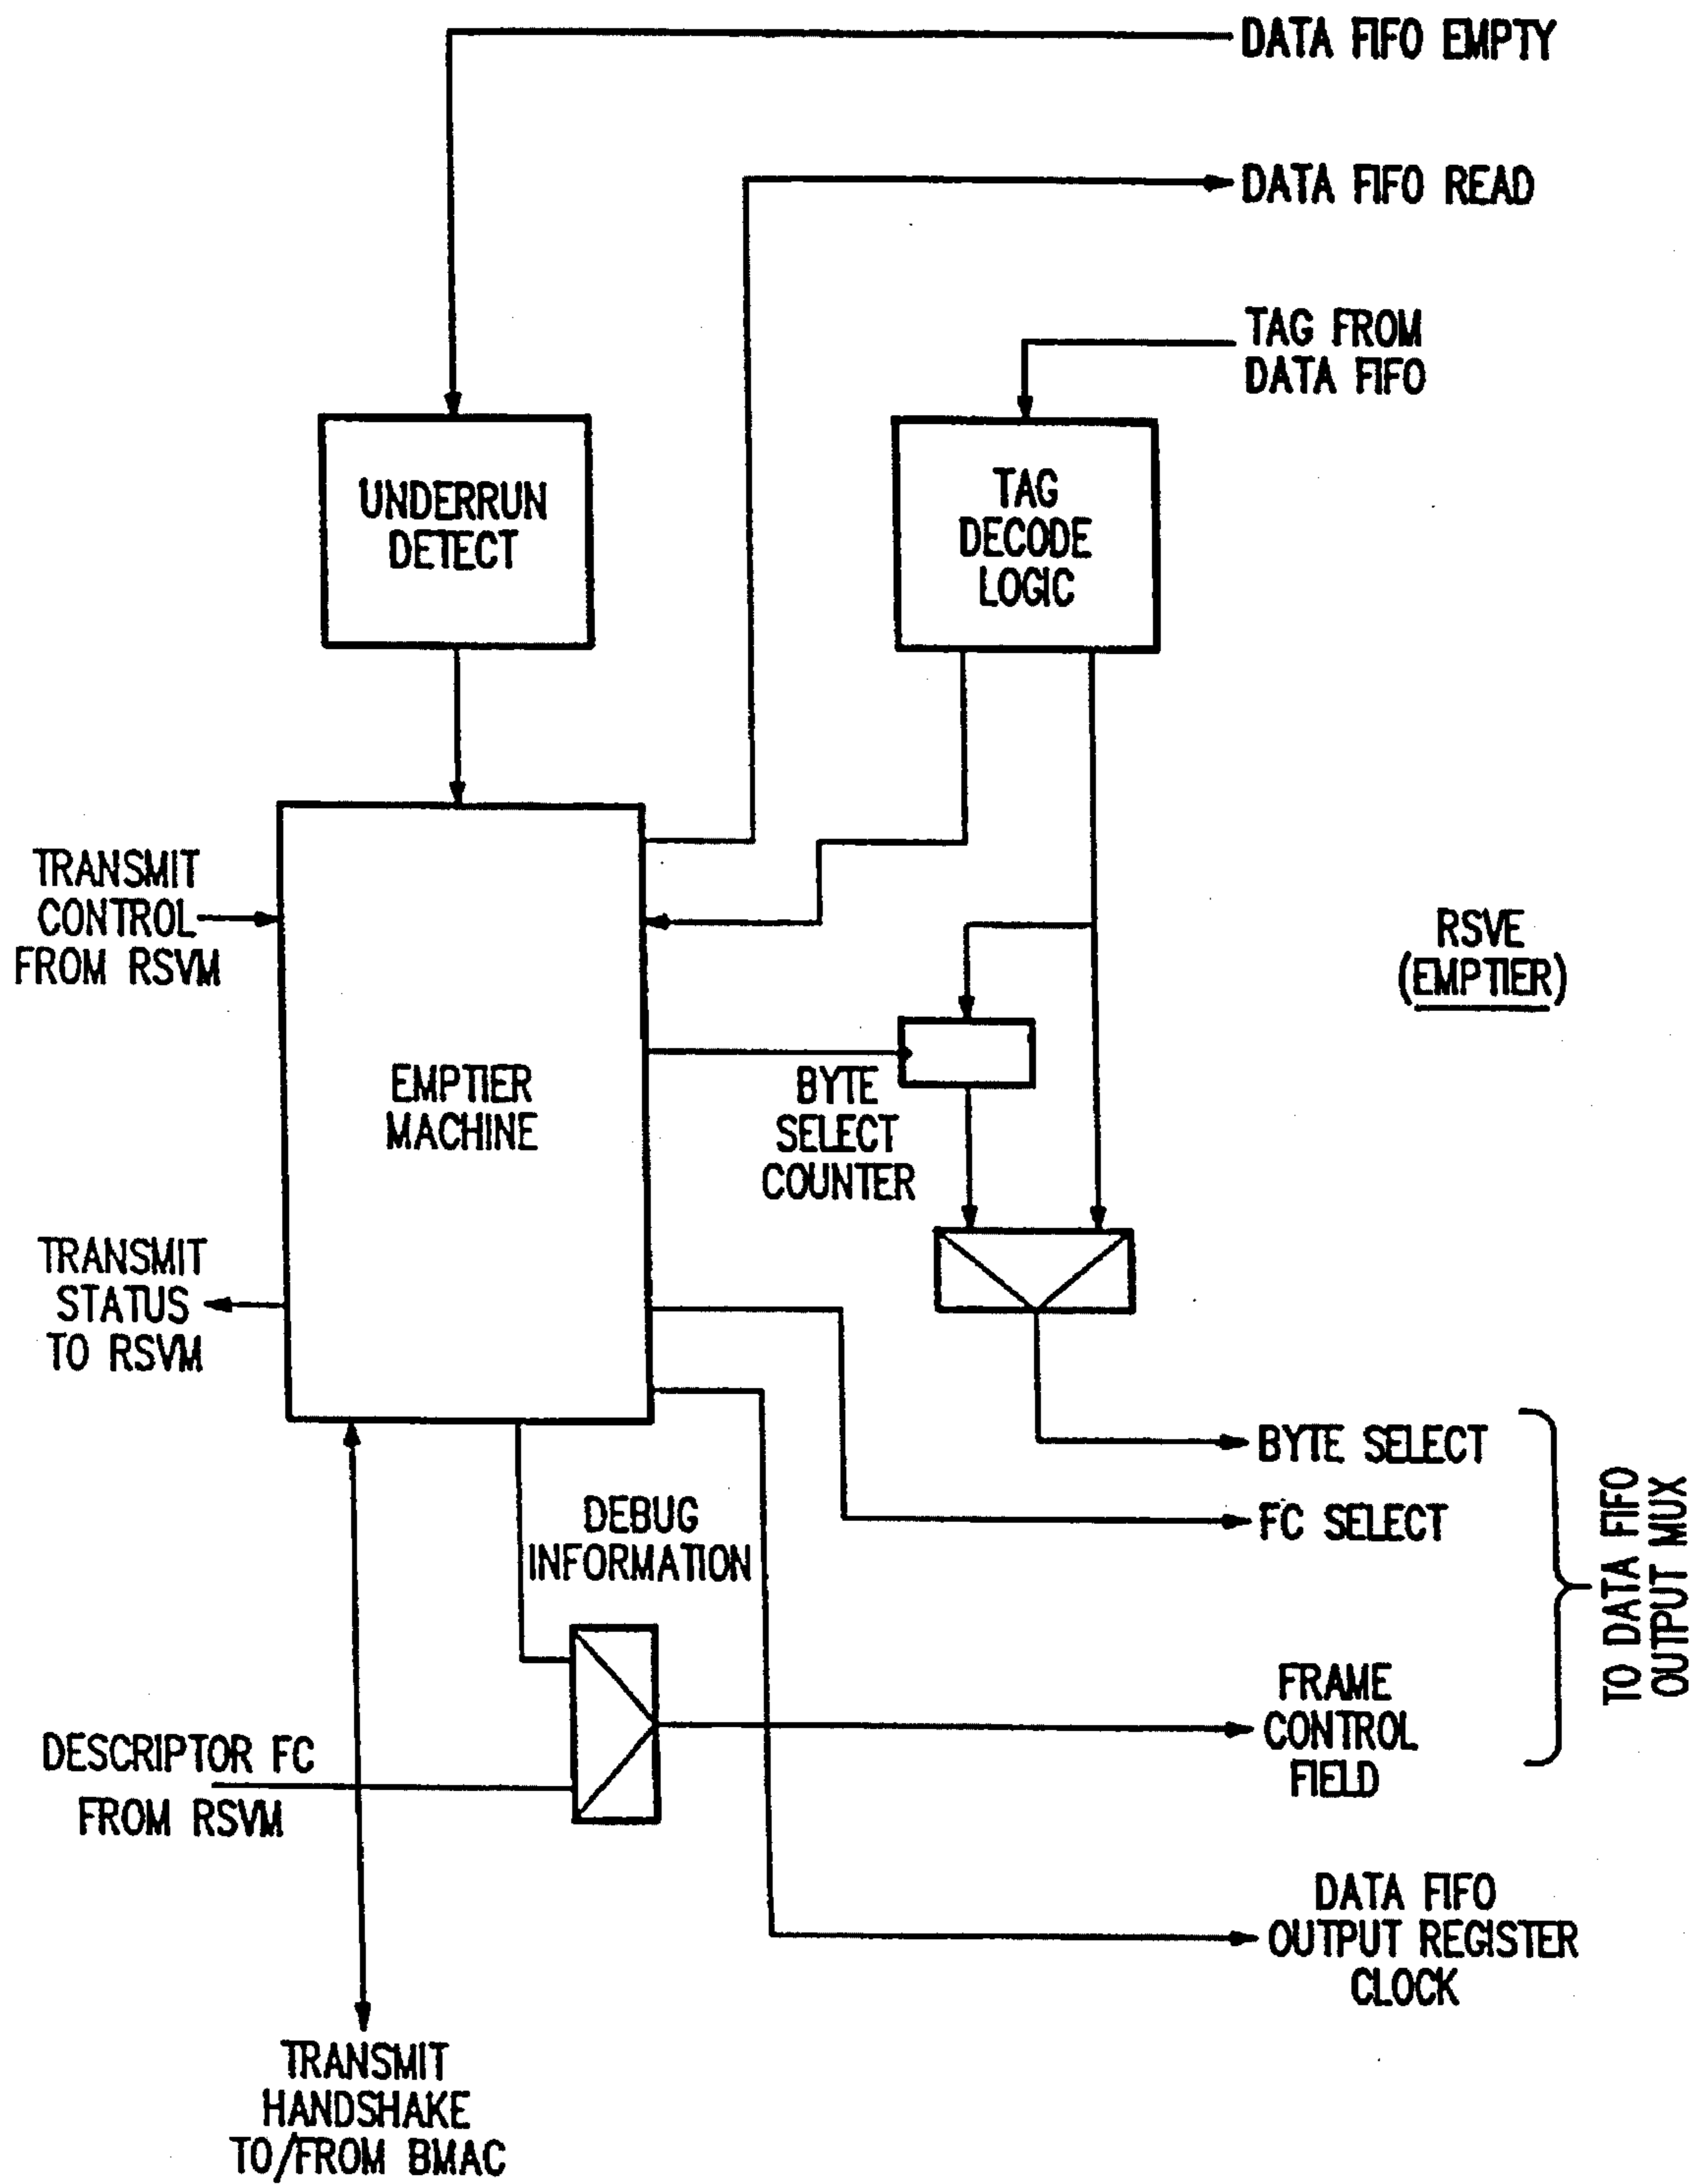 DATA FIFO EMPTY
DATA FIFO READ
TAG FROM
DATA FIFO
UNDERRUN
DETECT
TAG
DECODE
LOGIC
TRANSMIT
CONTROL
FROM RSVM
RSVE
(EMPTIER)
EMPTIER
MACHINE
BYTE
SELECT
COUNTER
TRANSMIT
STATUS
TO RSVM
BYTE SELECT
FC SELECT
TO DATA FIFO
OUTPUT MUX
DEBUG
INFORMATION
FRAME
CONTROL
FIELD
DESCRIPTOR FC
FROM RSVM
DATA FIFO
OUTPUT REGISTER
CLOCK
TRANSMIT
HANDSHAKE
TO/FROM BMAC